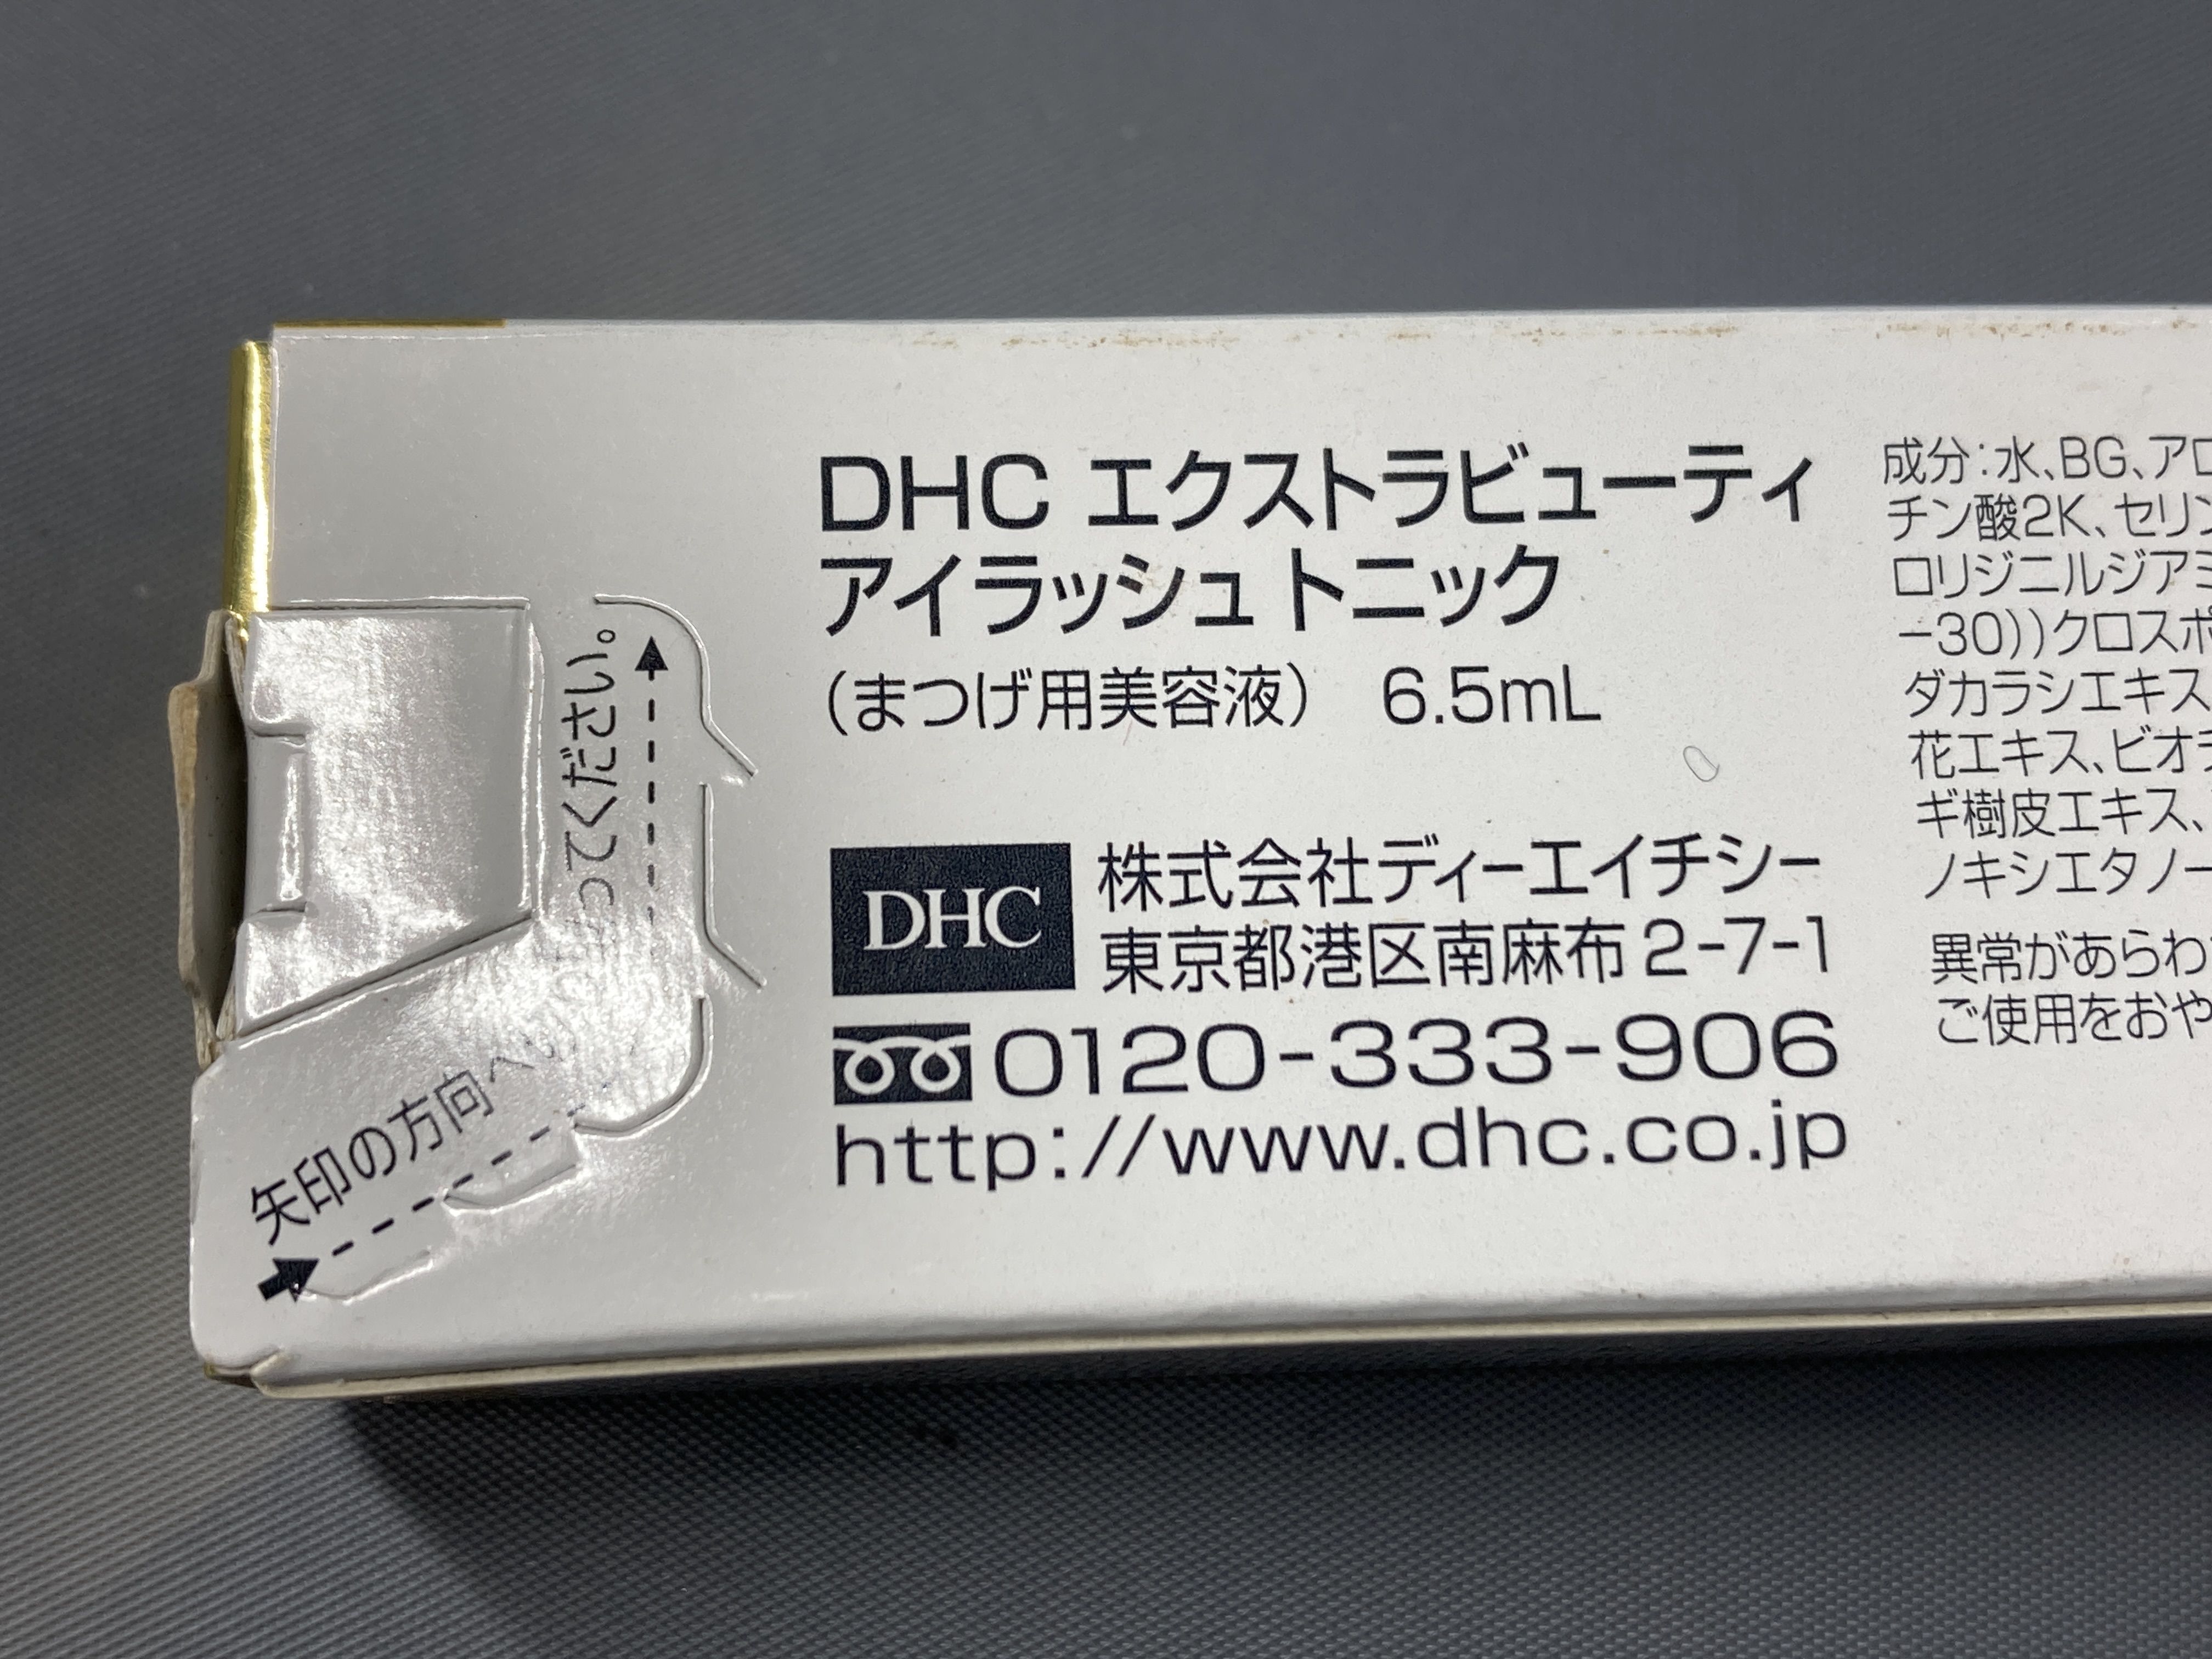 DHC エクストラビューティ
アイラッシュトニック
(まつげ用美容液) 6.5mL
DHC
株式会社ディーエイチシー
東京都港区南麻布2-7-1
0120-333-906
http://www.dhc.co.jp
成分:水、BG、アロ
チン酸2K、セリン
ロリジニルジアミ
-30))クロスポ
ダカラシエキス
花エキス、ビオチ
ギ樹皮エキス、
ノキシエタノー
異常があらわ
ご使用をおや
矢印の方向へ
ってください。